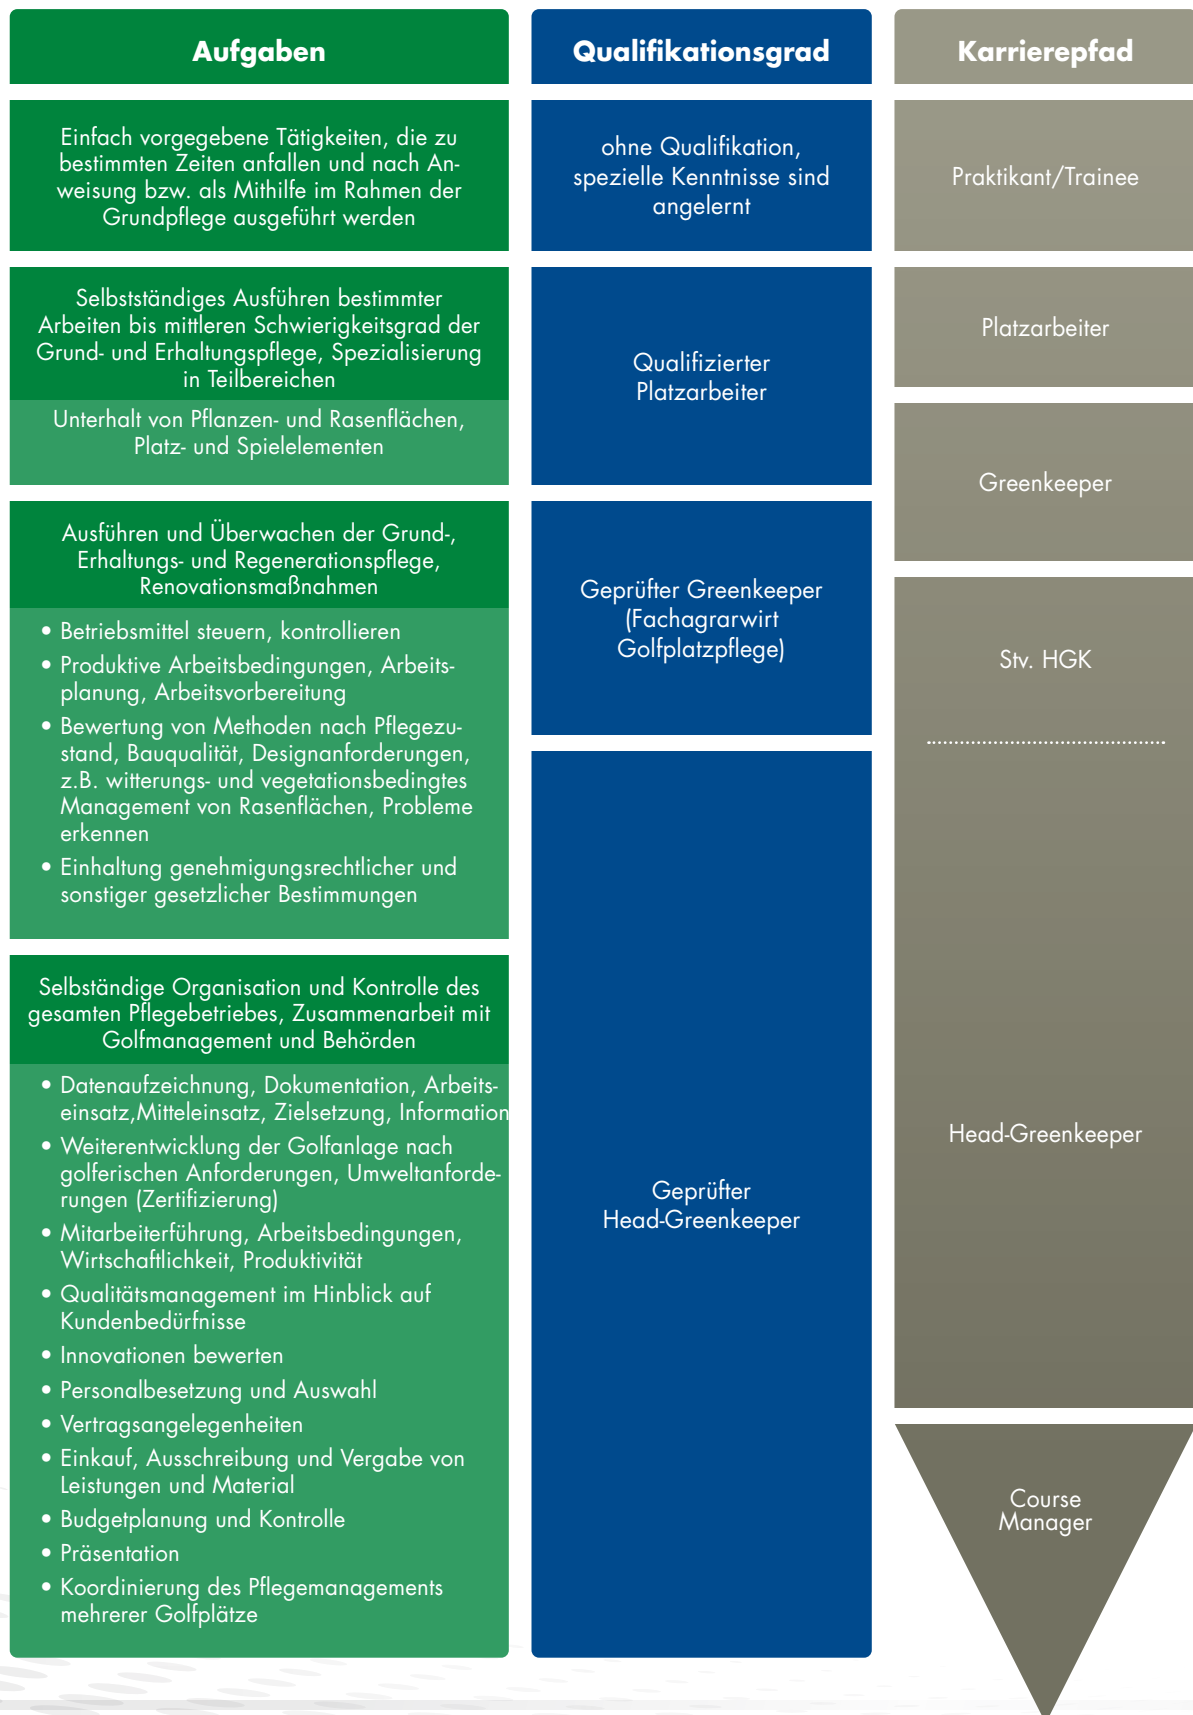 Aufgaben
Einfach vorgegebene Tätigkeiten, die zu
bestimmten Zeiten anfallen und nach An-
weisung bzw. als Mithilfe im Rahmen der
Grundpflege ausgeführt werden
Selbstständiges Ausführen bestimmter
Arbeiten bis mittleren Schwierigkeitsgrad der
Grund- und Erhaltungspflege, Spezialisierung
in Teilbereichen
Unterhalt von Pflanzen- und Rasenflächen,
Platz- und Spielelementen
Ausführen und Überwachen der Grund-,
Erhaltungs- und Regenerationspflege,
Renovationsmaßnahmen
• Betriebsmittel steuern, kontrollieren
• Produktive Arbeitsbedingungen, Arbeits-
planung, Arbeitsvorbereitung
• Bewertung von Methoden nach Pflegezu-
stand, Bauqualität, Designanforderungen,
z.B. witterungs- und vegetationsbedingtes
Management von Rasenflächen, Probleme
erkennen
• Einhaltung genehmigungsrechtlicher und
sonstiger gesetzlicher Bestimmungen
Selbständige Organisation und Kontrolle des
gesamten Pflegebetriebes, Zusammenarbeit mit
Golfmanagement und Behörden
• Datenaufzeichnung, Dokumentation, Arbeits-
einsatz,Mitteleinsatz, Zielsetzung, Information
• Weiterentwicklung der Golfanlage nach
golferischen Anforderungen, Umweltanforde-
rungen (Zertifizierung)
• Mitarbeiterführung, Arbeitsbedingungen,
Wirtschaftlichkeit, Produktivität
• Qualitätsmanagement im Hinblick auf
Kundenbedürfnisse
• Innovationen bewerten
• Personalbesetzung und Auswahl
• Vertragsangelegenheiten
• Einkauf, Ausschreibung und Vergabe von
Leistungen und Material
• Budgetplanung und Kontrolle
• Präsentation
• Koordinierung des Pflegemanagements
mehrerer Golfplätze
Qualifikationsgrad
ohne Qualifikation,
spezielle Kenntnisse sind
angelernt
Qualifizierter
Platzarbeiter
Geprüfter Greenkeeper
(Fachagrarwirt
Golfplatzpflege)
Geprüfter
Head-Greenkeeper
Karrierepfad
Praktikant/Trainee
Platzarbeiter
Greenkeeper
Stv. HGK
Head-Greenkeeper
Course
Manager